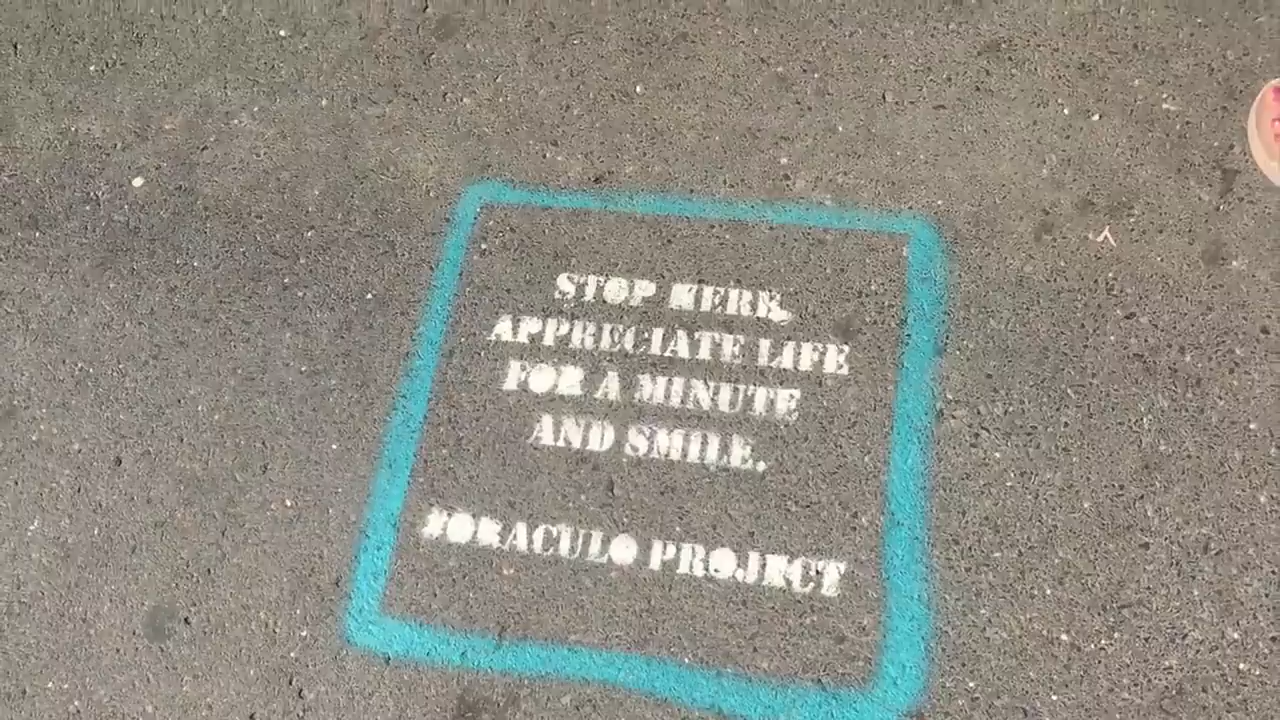 STOP HERE,
APPRECIATE LIFE
FOR A MINUTE
AND SMILE.
#ORACULO PROJECT